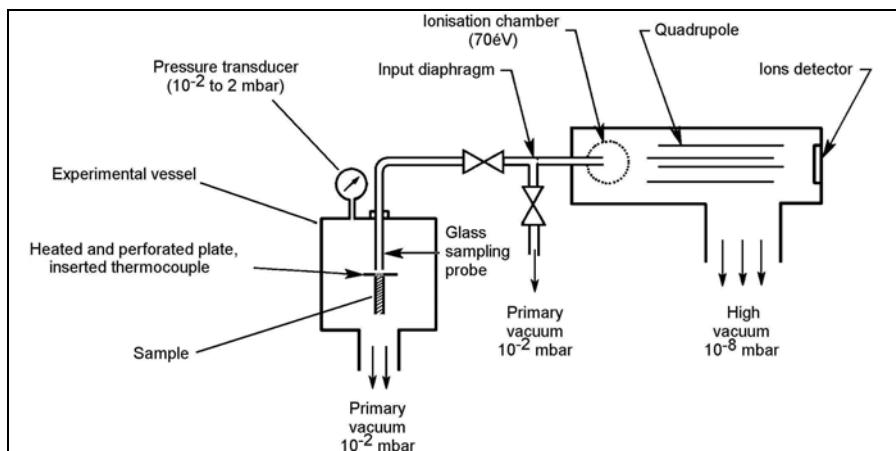 Ionisation chamber
(70éV)
Quadrupole
Pressure transducer
(10-2 to 2 mbar)
Input diaphragm
Ions detector
Experimental vessel
Heated and perforated plate,
inserted thermocouple
Glass
sampling
probe
Sample
Primary
vacuum
10-2 mbar
High
vacuum
10-8 mbar
Primary
vacuum
10-2 mbar